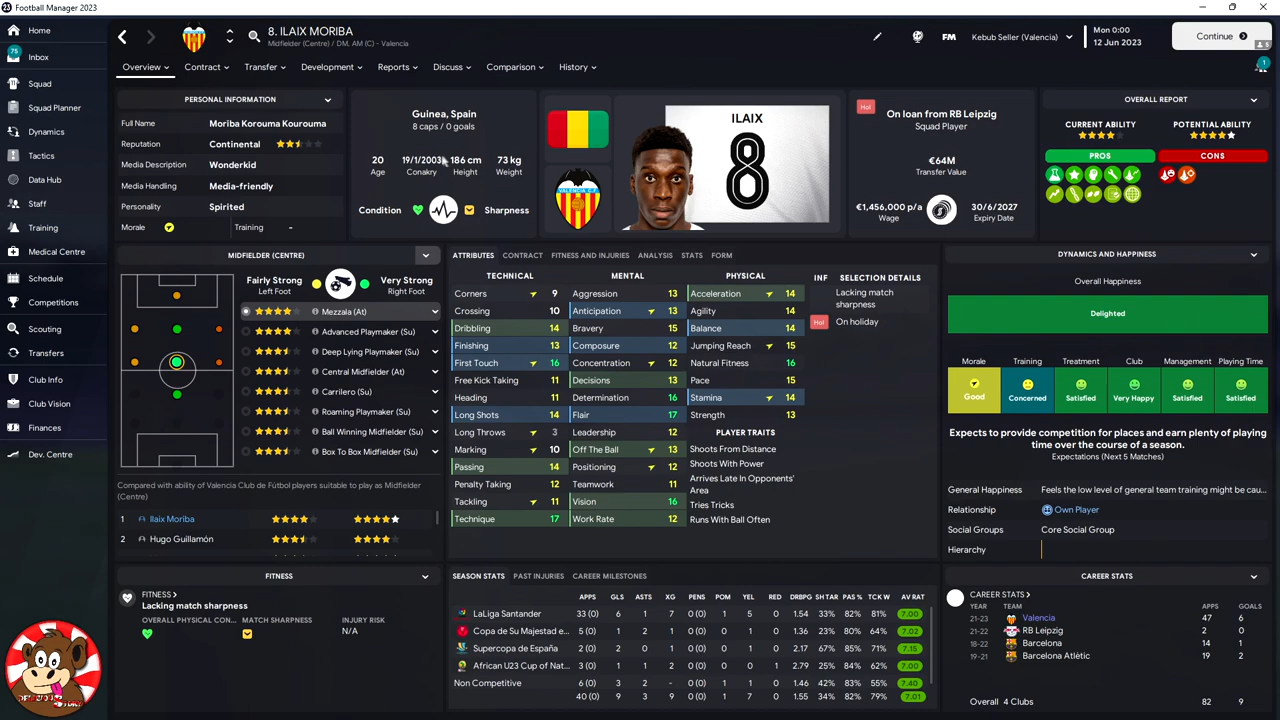 Football Manager 2023
Home
75
Inbox
Squad
Squad Planner
Dynamics
Tactics
Data Hub
Staff
Training
Medical Centre
Schedule
Competitions
Scouting
Transfers
Club Info
Club Vision
Finances
Dev. Centre
8. ILAIX MORIBA
Midfielder (Centre) / DM, AM (C) - Valencia
FM
Kebub Seller (Valencia)
Mon 0:00
12 Jun 2023
Continue
5
1
Overview
Contract
Transfer
Development
Reports
Discuss
Comparison
History
PERSONAL INFORMATION
Full Name Moriba Korouma Kourouma
Reputation Continental
Media Description Wonderkid
Media Handling Media-friendly
Personality Spirited
Morale Training -
Guinea, Spain
8 caps / 0 goals
20 19/1/2003 186 cm 73 kg
Age Conakry Height Weight
Condition Sharpness
ILAIX
8
Hol
On loan from RB Leipzig
Squad Player
€64M
Transfer Value
€1,456,000 p/a
Wage
30/6/2027
Expiry Date
OVERALL REPORT
CURRENT ABILITY POTENTIAL ABILITY
PROS CONS
MIDFIELDER (CENTRE)
Fairly Strong
Left Foot
Very Strong
Right Foot
Mezzala (At)
Advanced Playmaker (Su)
Deep Lying Playmaker (Su)
Central Midfielder (At)
Carrilero (Su)
Roaming Playmaker (Su)
Ball Winning Midfielder (Su)
Box To Box Midfielder (Su)
Compared with ability of Valencia Club de Fútbol players suitable to play as Midfielder
(Centre)
1 Ilaix Moriba
2 Hugo Guillamón
ATTRIBUTES CONTRACT FITNESS AND INJURIES ANALYSIS STATS FORM
TECHNICAL
Corners 9
Crossing 10
Dribbling 14
Finishing 13
First Touch 16
Free Kick Taking 11
Heading 11
Long Shots 14
Long Throws 3
Marking 10
Passing 14
Penalty Taking 12
Tackling 11
Technique 17
MENTAL
Aggression 13
Anticipation 13
Bravery 15
Composure 12
Concentration 12
Decisions 13
Determination 16
Flair 17
Leadership 12
Off The Ball 13
Positioning 12
Teamwork 11
Vision 16
Work Rate 12
PHYSICAL
Acceleration 14
Agility 14
Balance 14
Jumping Reach 15
Natural Fitness 16
Pace 15
Stamina 14
Strength 13
PLAYER TRAITS
Shoots From Distance
Shoots With Power
Arrives Late In Opponents'
Area
Tries Tricks
Runs With Ball Often
INF SELECTION DETAILS
Lacking match
sharpness
Hol On holiday
DYNAMICS AND HAPPINESS
Overall Happiness
Delighted
Morale Training Treatment Club Management Playing Time
Good Concerned Satisfied Very Happy Satisfied Satisfied
Expects to provide competition for places and earn plenty of playing
time over the course of a season.
Expectations (Next 5 Matches)
General Happiness Feels the low level of general team training might be cau...
Relationship Own Player
Social Groups Core Social Group
Hierarchy
FITNESS
FITNESS
Lacking match sharpness
OVERALL PHYSICAL CON... MATCH SHARPNESS INJURY RISK
N/A
SEASON STATS PAST INJURIES CAREER MILESTONES
APPS GLS ASTS XG PENS POM YEL RED DRBPG SH TAR PAS % TCK W AV RAT
LaLiga Santander 33 (0) 6 1 7 0 (0) 1 5 0 1.54 33% 82% 81% 7.00
Copa de Su Majestad e... 5 (0) 1 2 1 0 (0) 0 1 0 1.36 23% 80% 64% 7.02
Supercopa de España 2 (0) 2 0 1 0 (0) 0 0 0 2.17 67% 85% 71% 7.15
African U23 Cup of Nat... 3 (0) 1 1 2 0 (0) 0 1 0 2.79 25% 84% 62% 7.00
Non Competitive 6 (0) 3 2 - 0 (0) 1 1 0 1.46 42% 83% 55% 7.40
40 (0) 9 3 9 0 (0) 1 6 0 1.55 34% 82% 79% 7.01
CAREER STATS
CAREER STATS
YEAR TEAM APPS GOALS
21-23 Valencia 47 6
21-22 RB Leipzig 2 0
18-22 Barcelona 14 1
19-21 Barcelona Atlètic 19 2
Overall 4 Clubs 82 9